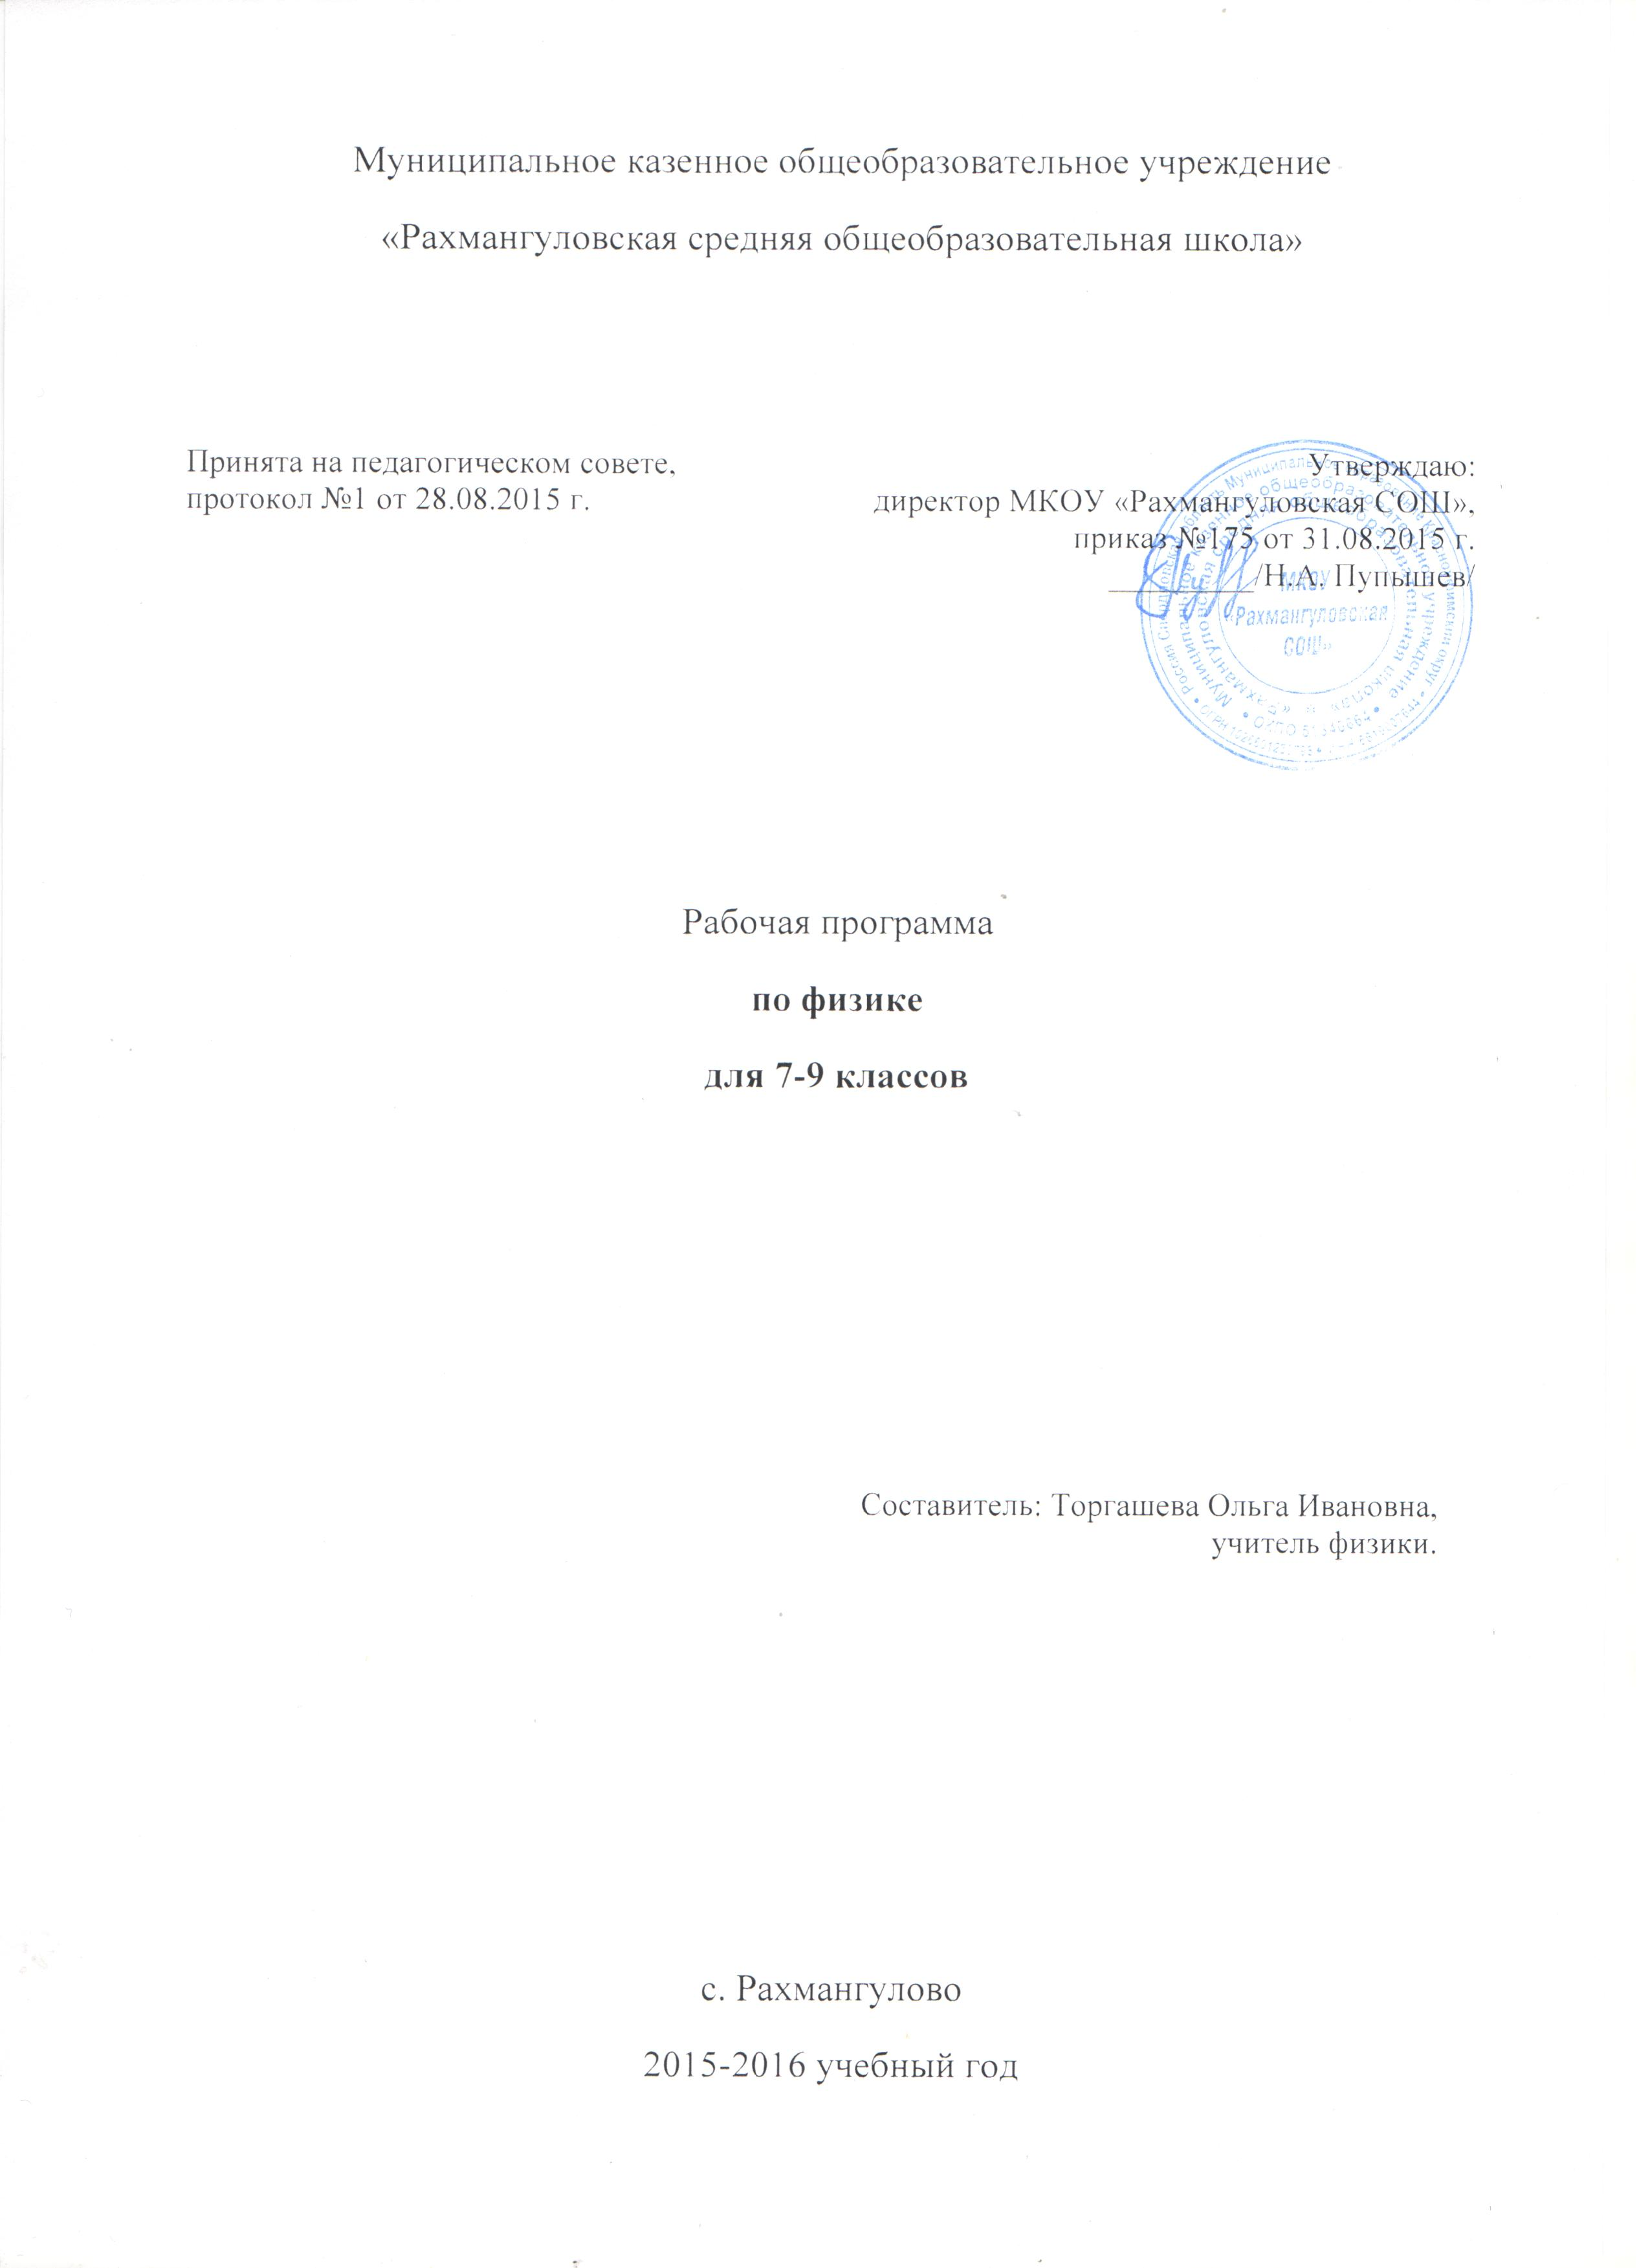 Муниципальное казенное общеобразовательное учреждение
«Рахмангуловская средняя общеобразовательная школа»
Принята на педагогическом совете,
протокол №1 от 28.08.2015 г.
Утверждаю:
директор МКОУ «Рахмангуловская СОШ»,
приказ №175 от 31.08.2015 г.
/Н.А. Пупышев/
МКОУ
«Рахмангуловская
СОШ»
Рабочая программа
по физике
для 7-9 классов
Составитель: Торгашева Ольга Ивановна,
учитель физики.
с. Рахмангулово
2015-2016 учебный год